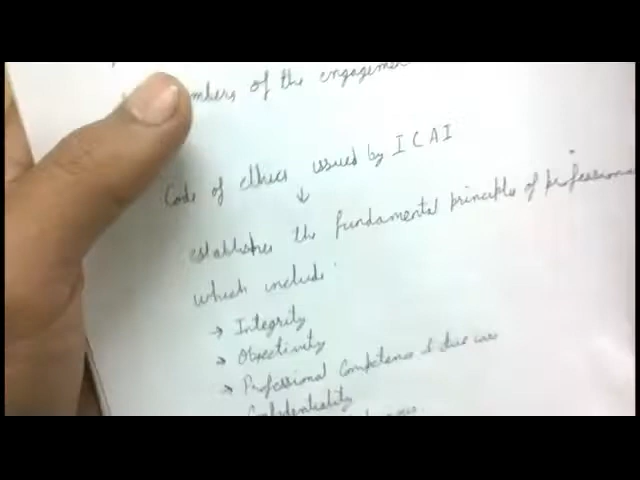 of the engagement
Code of ethics issued by ICAI
↓
establishes the fundamental principles of professional
which include
→ Integrity
→ Objectivity
→ Professional Competence & due care
Confidentiality